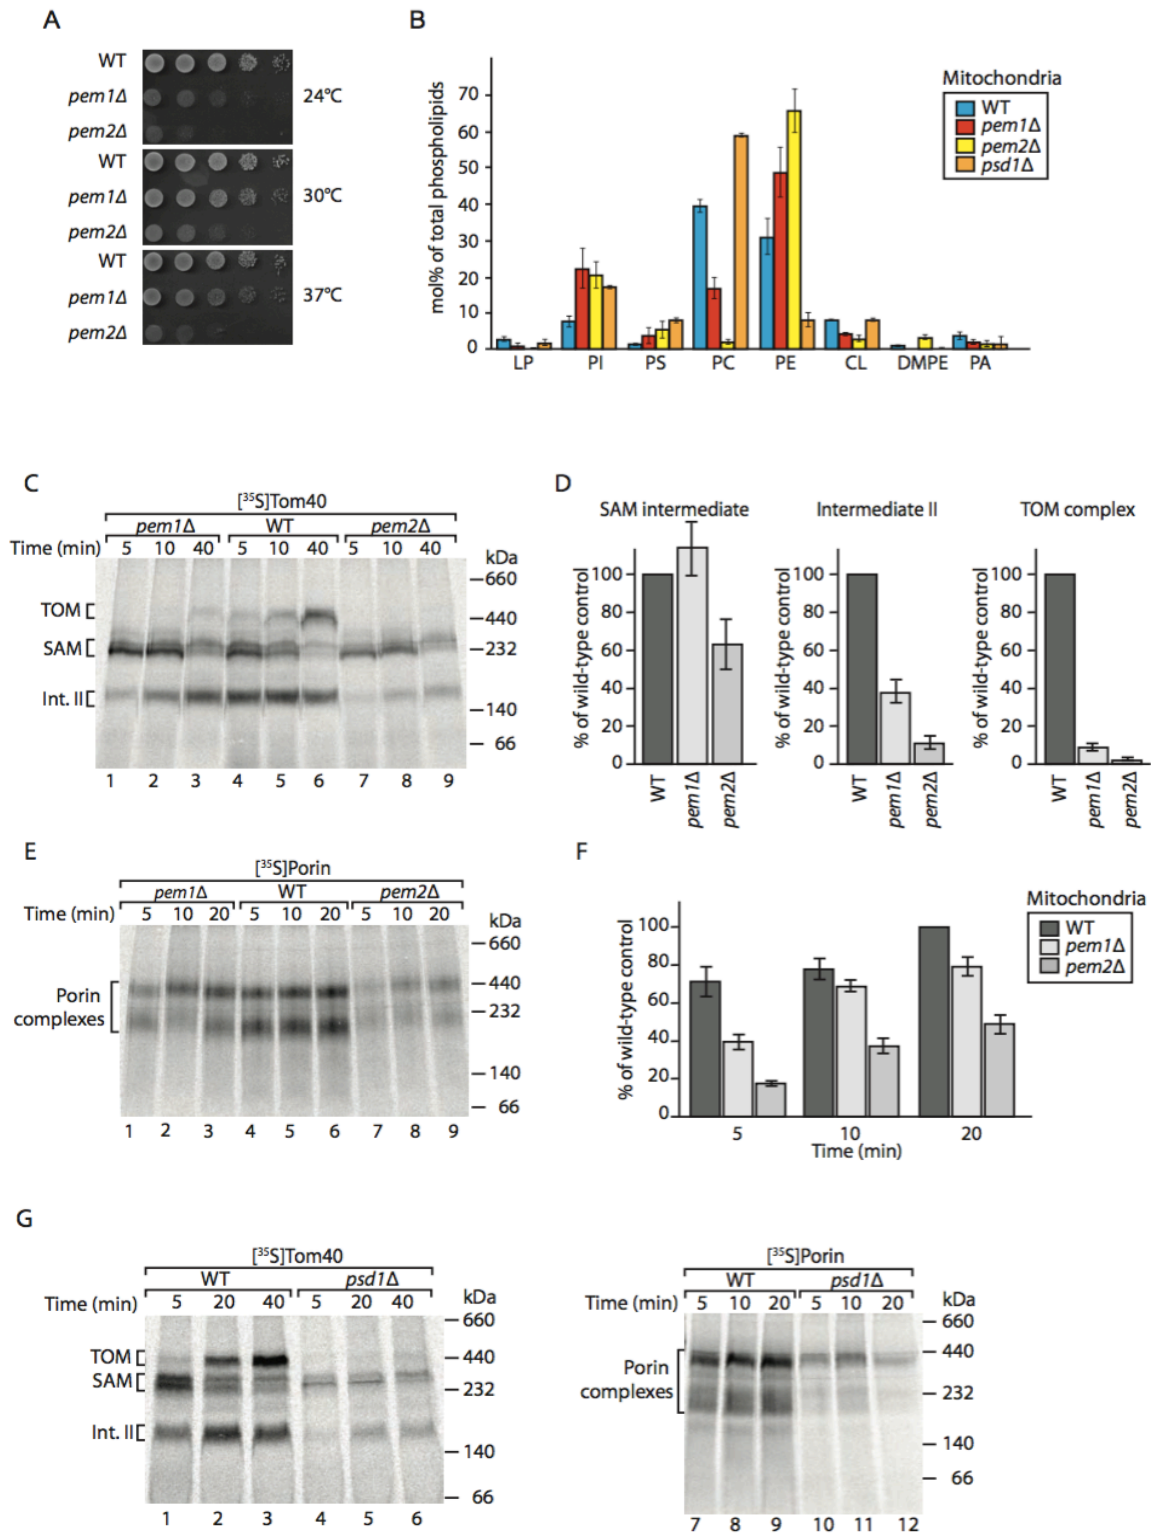 A
WT
pem1Δ
24℃
pem2Δ
WT
pem1Δ
30℃
pem2Δ
WT
pem1Δ
37℃
pem2Δ
B
mol% of total phospholipids
70
60
50
40
30
20
10
0
LP PI PS PC PE CL DMPE PA
Mitochondria
WT
pem1Δ
pem2Δ
psd1Δ
C
[³⁵S]Tom40
pem1Δ WT pem2Δ
Time (min) 5 10 40 5 10 40 5 10 40
kDa
660
TOM
440
SAM
232
Int. II
140
66
1 2 3 4 5 6 7 8 9
D
SAM intermediate
% of wild-type control
100
80
60
40
20
0
WT
pem1Δ
pem2Δ
Intermediate II
% of wild-type control
100
80
60
40
20
0
WT
pem1Δ
pem2Δ
TOM complex
% of wild-type control
100
80
60
40
20
0
WT
pem1Δ
pem2Δ
E
[³⁵S]Porin
pem1Δ WT pem2Δ
Time (min) 5 10 20 5 10 20 5 10 20
kDa
660
440
Porin
complexes
232
140
66
1 2 3 4 5 6 7 8 9
F
% of wild-type control
100
80
60
40
20
0
5 10 20
Time (min)
Mitochondria
WT
pem1Δ
pem2Δ
G
[³⁵S]Tom40
WT psd1Δ
Time (min) 5 20 40 5 20 40
kDa
660
TOM
440
SAM
232
Int. II
140
66
1 2 3 4 5 6
[³⁵S]Porin
WT psd1Δ
Time (min) 5 10 20 5 10 20
kDa
660
440
Porin
complexes
232
140
66
7 8 9 10 11 12